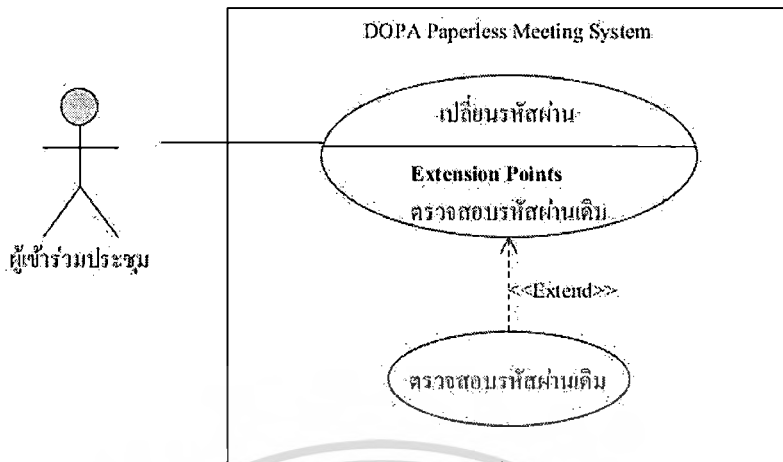 DOPA Paperless Meeting System
เปลี่ยนรหัสผ่าน
Extension Points
ตรวจสอบรหัสผ่านเดิม
ผู้เข้าร่วมประชุม
<<Extend>>
ตรวจสอบรหัสผ่านเดิม